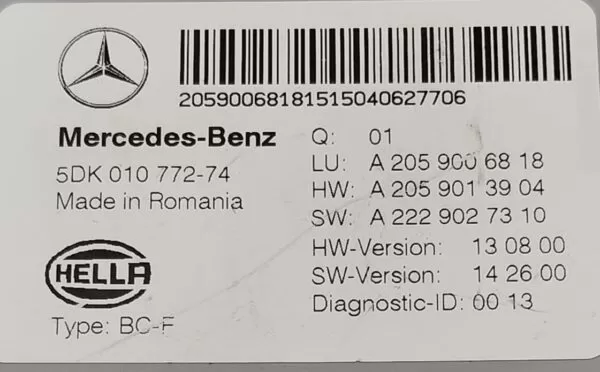 20590068181515040627706
Mercedes-Benz
5DK 010 772-74
Made in Romania
HELLA
Type: BC-F
Q: 01
LU: A 205 900 68 18
HW: A 205 901 39 04
SW: A 222 902 73 10
HW-Version: 13 08 00
SW-Version: 14 26 00
Diagnostic-ID: 00 13